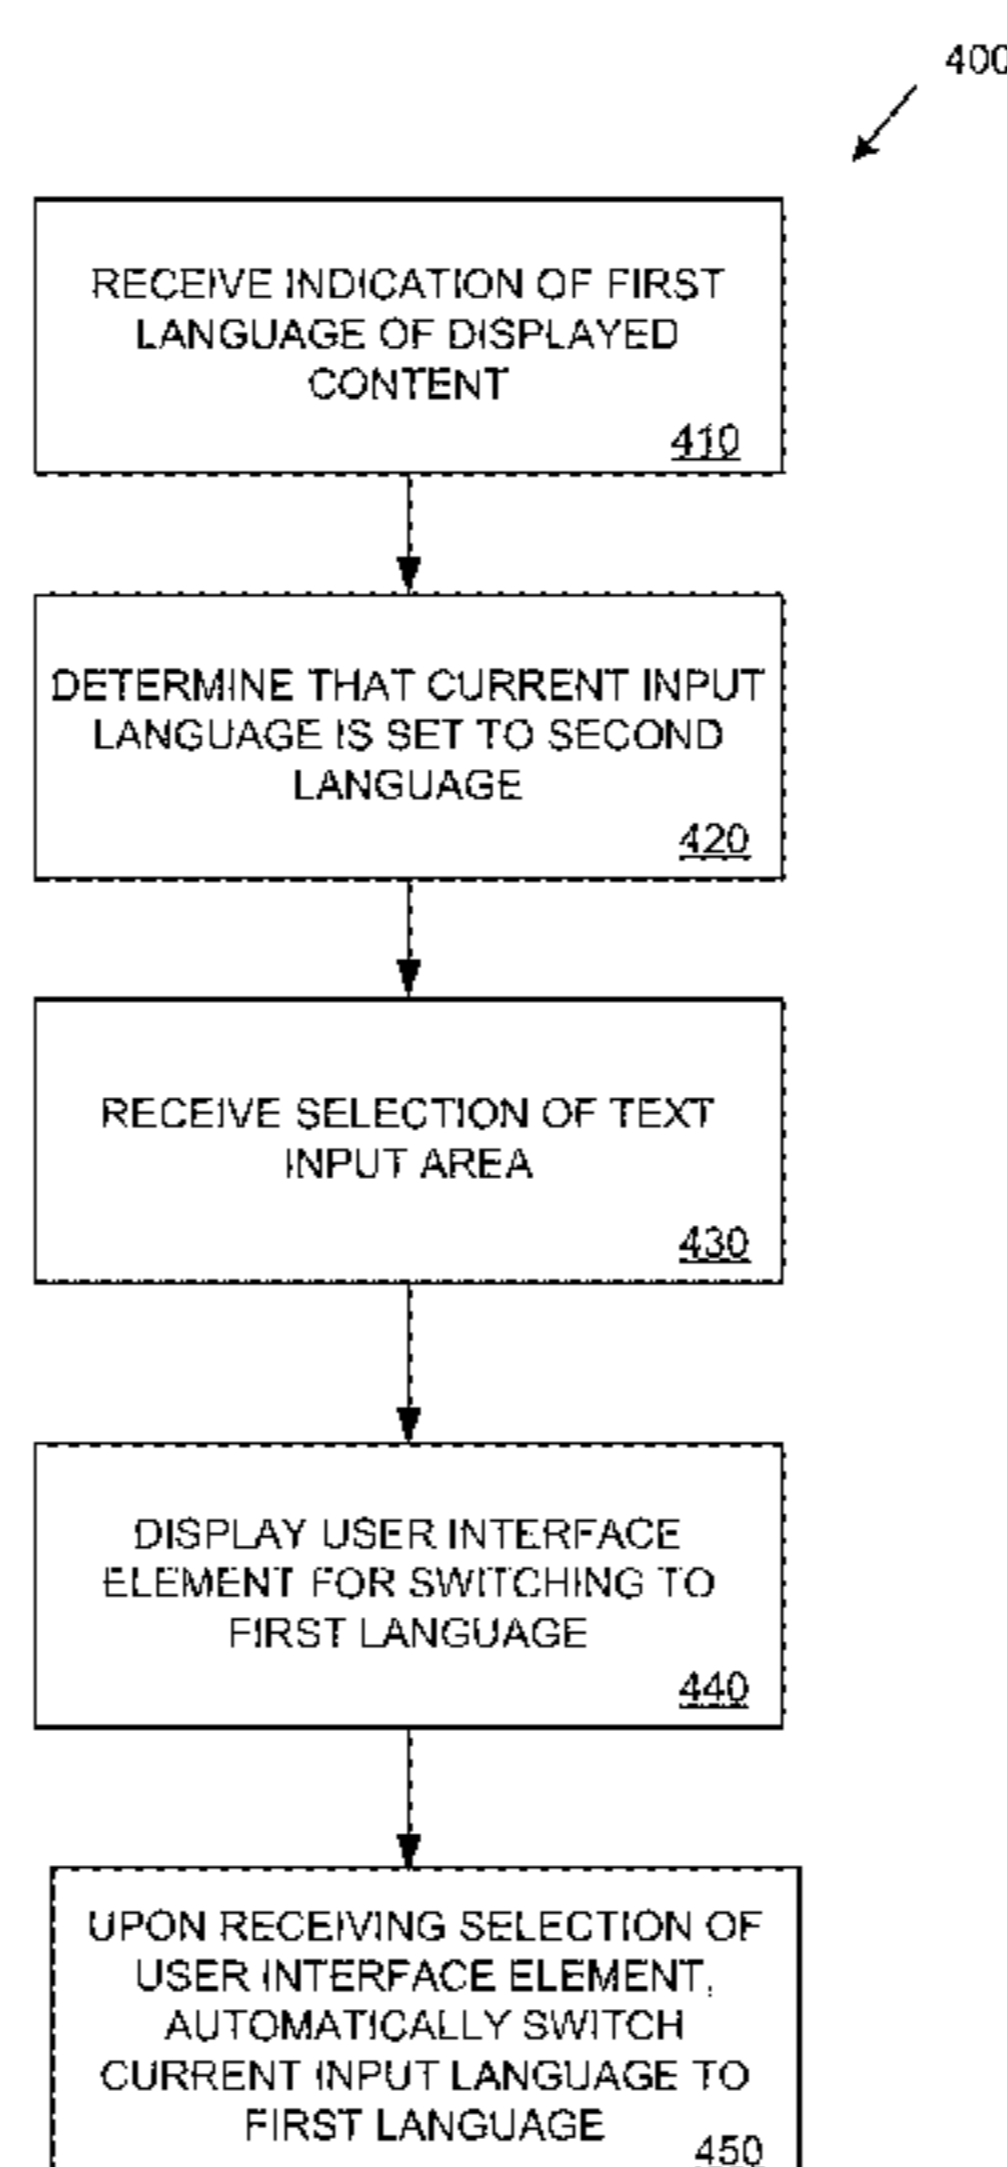 400
RECEIVE INDICATION OF FIRST
LANGUAGE OF DISPLAYED
CONTENT
410
DETERMINE THAT CURRENT INPUT
LANGUAGE IS SET TO SECOND
LANGUAGE
420
RECEIVE SELECTION OF TEXT
INPUT AREA
430
DISPLAY USER INTERFACE
ELEMENT FOR SWITCHING TO
FIRST LANGUAGE
440
UPON RECEIVING SELECTION OF
USER INTERFACE ELEMENT,
AUTOMATICALLY SWITCH
CURRENT INPUT LANGUAGE TO
FIRST LANGUAGE
450